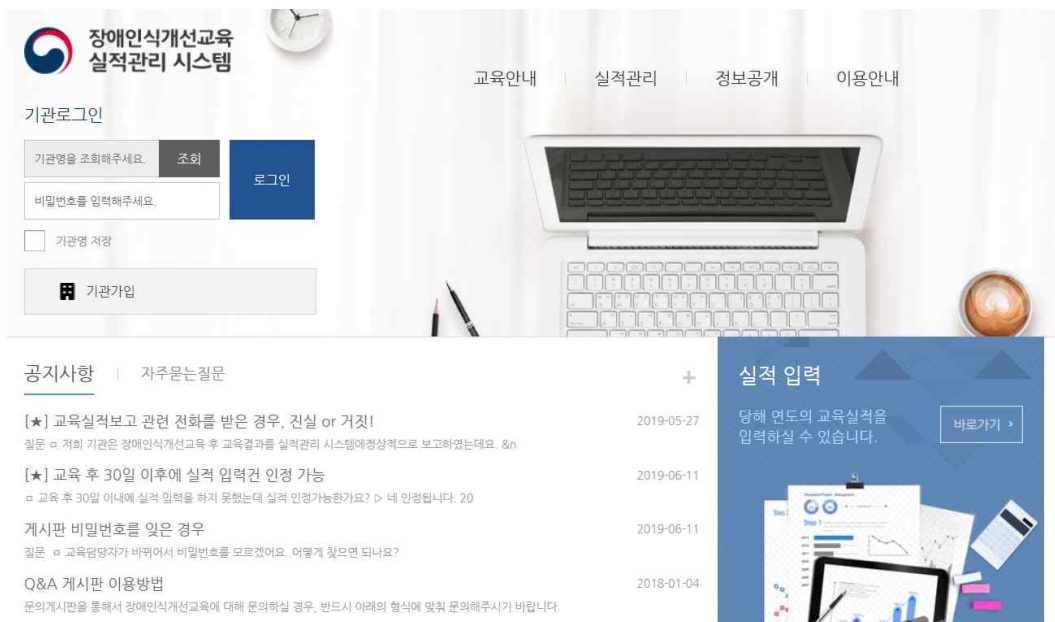 장애인식개선교육
실적관리 시스템
교육안내
실적관리
정보공개
이용안내
기관로그인
기관명을 조회해주세요.
조회
로그인
비밀번호를 입력해주세요.
기관명 저장
기관가입
공지사항
자주묻는질문
+
[★] 교육실적보고 관련 전화를 받은 경우, 진실 or 거짓!
2019-05-27
질문 ㅁ 저희 기관은 장애인식개선교육 후 교육결과를 실적관리 시스템에정상적으로 보고하였는데요. &n
[★] 교육 후 30일 이후에 실적 입력건 인정 가능
2019-06-11
ㅁ 교육 후 30일 이내에 실적 입력을 하지 못했는데 실적 인정가능한가요? ▷ 네 인정됩니다. 20
게시판 비밀번호를 잊은 경우
2019-06-11
질문 ㅁ 교육담당자가 바뀌어서 비밀번호를 모르겠어요. 어떻게 찾으면 되나요?
Q&A 게시판 이용방법
2018-01-04
문의게시판을 통해서 장애인식개선교육에 대해 문의하실 경우, 반드시 아래의 형식에 맞춰 문의해주시기 바랍니다.
실적 입력
당해 연도의 교육실적을
입력하실 수 있습니다.
바로가기 >
Step 1